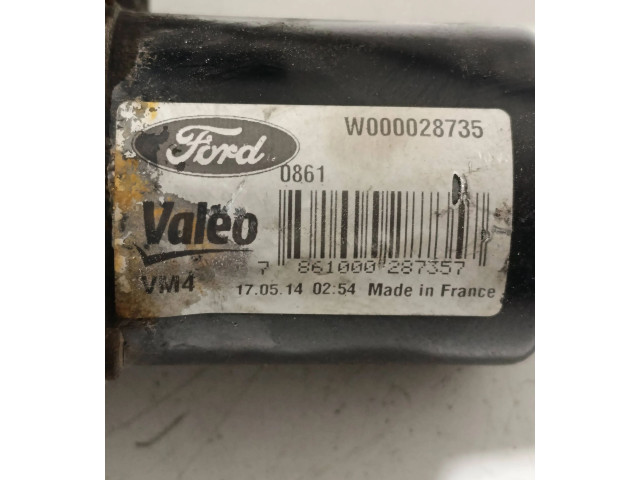 Ford
W000028735
0861
Valeo
7 861000 287357
VM4
17.05.14 02:54 Made in France